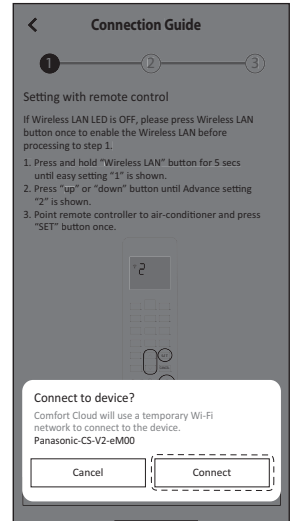 Connection Guide
1
2
3
Setting with remote control
If Wireless LAN LED is OFF, please press Wireless LAN
button once to enable the Wireless LAN before
processing to step 1.
1. Press and hold "Wireless LAN" button for 5 secs
until easy setting "1" is shown.
2. Press "up" or "down" button until Advance setting
"2" is shown.
3. Point remote controller to air-conditioner and press
"SET" button once.
2
SET
Connect to device?
Comfort Cloud will use a temporary Wi-Fi
network to connect to the device.
Panasonic-CS-V2-eM00
Cancel
Connect